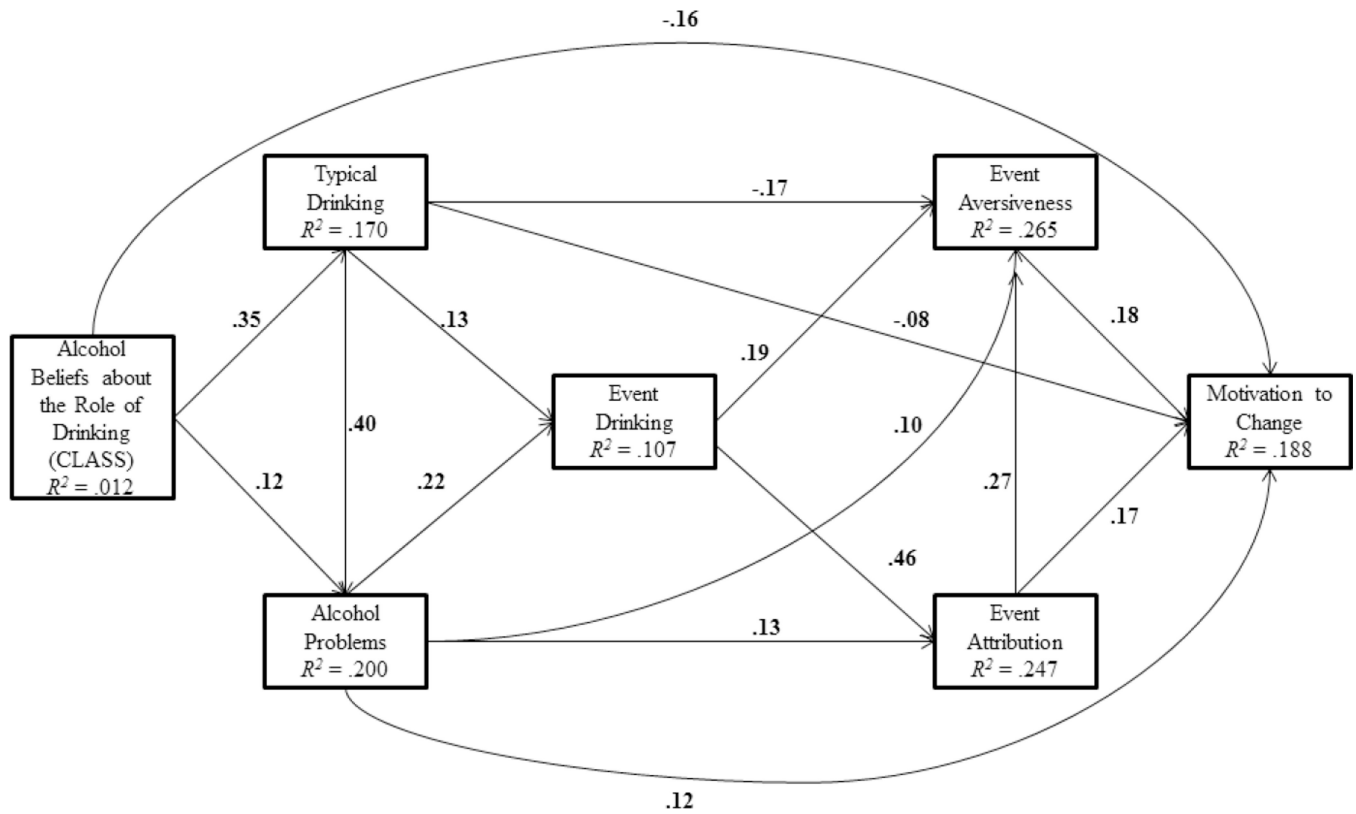 -.16
Typical
Drinking
R² = .170
Event
Aversiveness
R² = .265
-.17
.35
.13
-.08
.18
.19
Alcohol
Beliefs about
the Role of
Drinking
(CLASS)
R² = .012
Event
Drinking
R² = .107
Motivation to
Change
R² = .188
.40
.10
.12
.22
.27
.17
.46
Alcohol
Problems
R² = .200
.13
Event
Attribution
R² = .247
.12